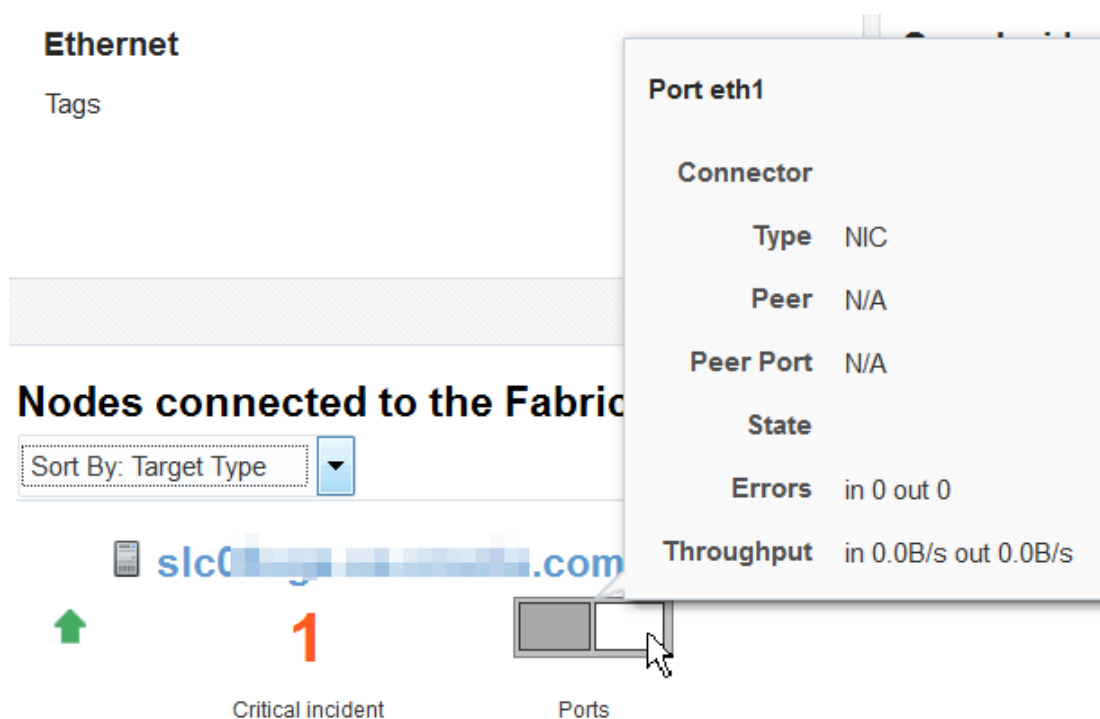 Ethernet
Tags
Port eth1
Connector
Type NIC
Peer N/A
Peer Port N/A
State
Errors in 0 out 0
Throughput in 0.0B/s out 0.0B/s
Nodes connected to the Fabric
Sort By: Target Type
.com
1
Critical incident
Ports